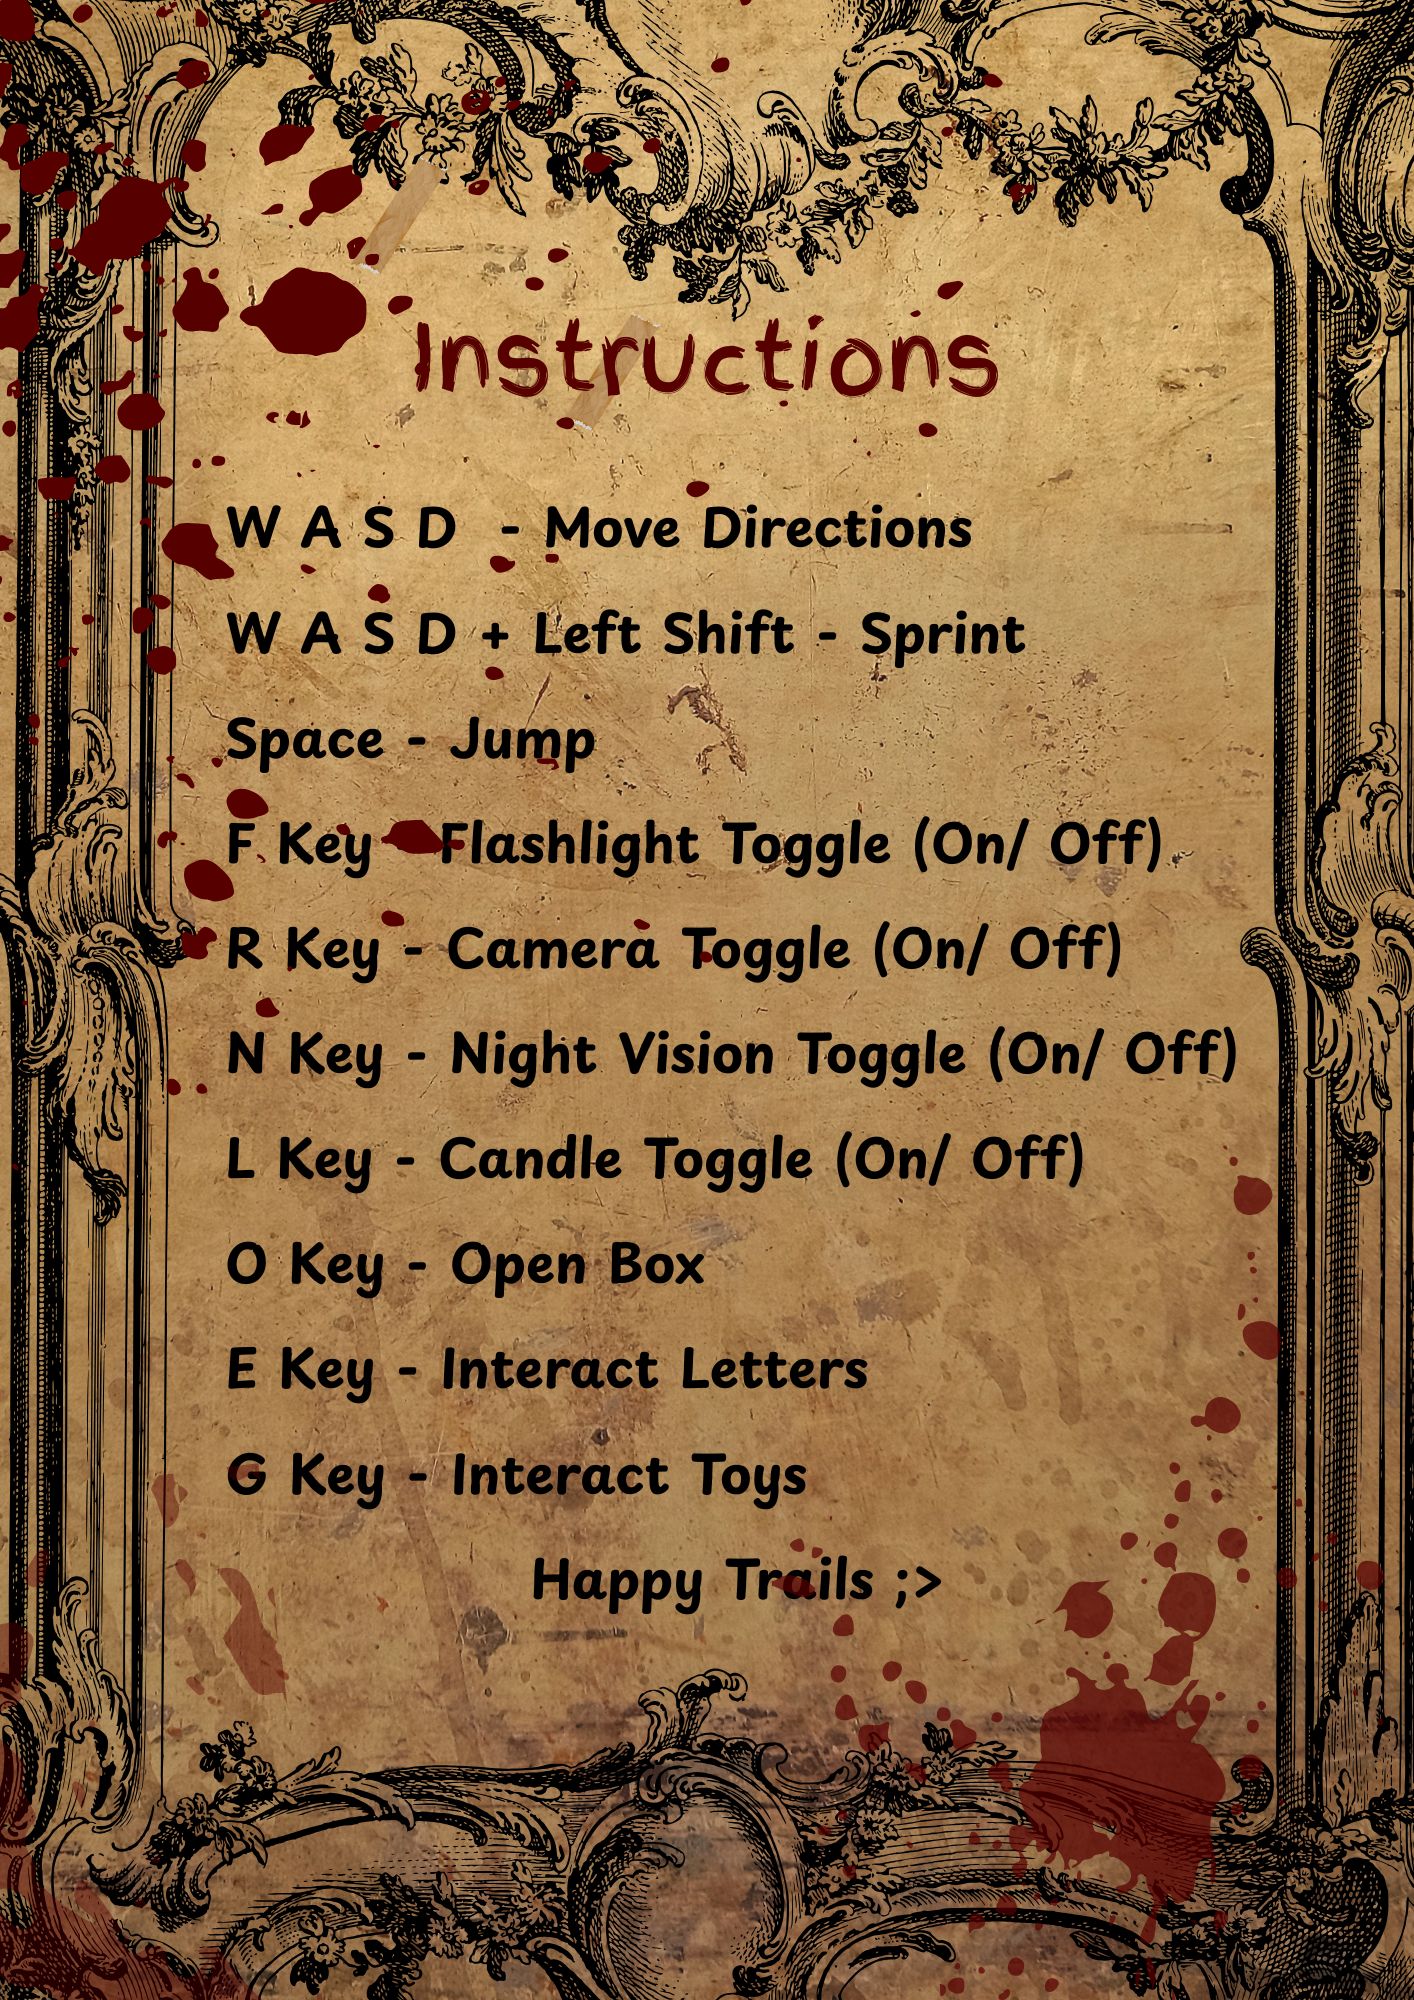 Instructions
W A S D - Move Directions
W A S D + Left Shift - Sprint
Space - Jump
F Key - Flashlight Toggle (On/ Off)
R Key - Camera Toggle (On/ Off)
N Key - Night Vision Toggle (On/ Off)
L Key - Candle Toggle (On/ Off)
O Key - Open Box
E Key - Interact Letters
G Key - Interact Toys
Happy Trails ;>